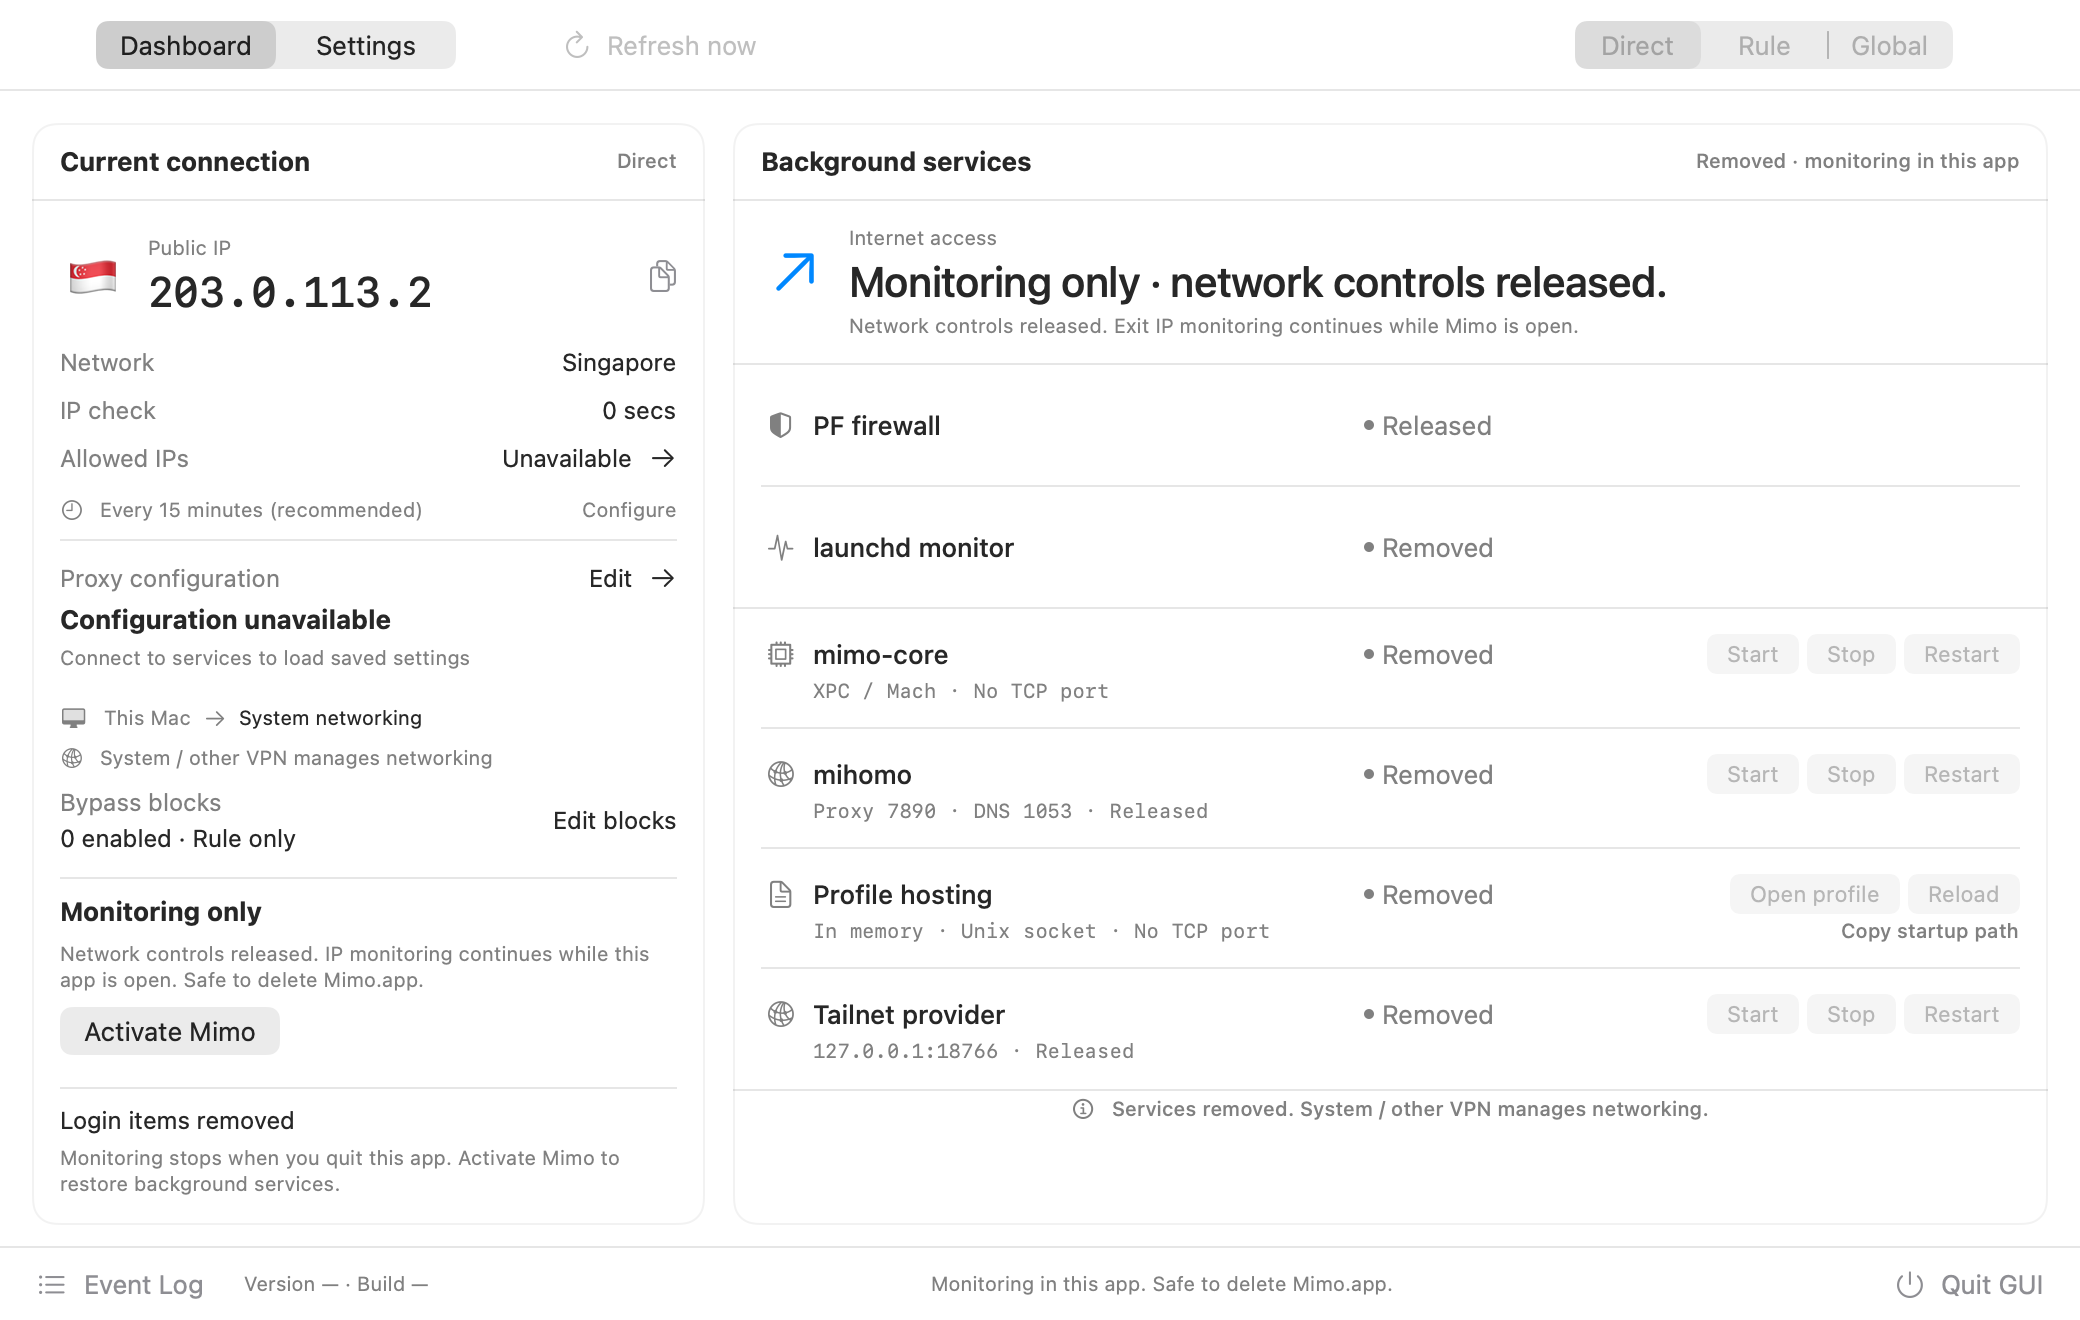 Dashboard
Settings
Refresh now
Direct
Rule
Global
Current connection
Direct
Public IP
203.0.113.2
Network
Singapore
IP check
0 secs
Allowed IPs
Unavailable →
Every 15 minutes (recommended)
Configure
Proxy configuration
Edit →
Configuration unavailable
Connect to services to load saved settings
This Mac → System networking
System / other VPN manages networking
Bypass blocks
0 enabled · Rule only
Edit blocks
Monitoring only
Network controls released. IP monitoring continues while this
app is open. Safe to delete Mimo.app.
Activate Mimo
Login items removed
Monitoring stops when you quit this app. Activate Mimo to
restore background services.
Background services
Removed · monitoring in this app
Internet access
Monitoring only · network controls released.
Network controls released. Exit IP monitoring continues while Mimo is open.
PF firewall
Released
launchd monitor
Removed
mimo-core
XPC / Mach · No TCP port
Removed
Start
Stop
Restart
mihomo
Proxy 7890 · DNS 1053 · Released
Removed
Start
Stop
Restart
Profile hosting
In memory · Unix socket · No TCP port
Removed
Open profile
Reload
Copy startup path
Tailnet provider
127.0.0.1:18766 · Released
Removed
Start
Stop
Restart
Services removed. System / other VPN manages networking.
Event Log
Version — · Build —
Monitoring in this app. Safe to delete Mimo.app.
Quit GUI